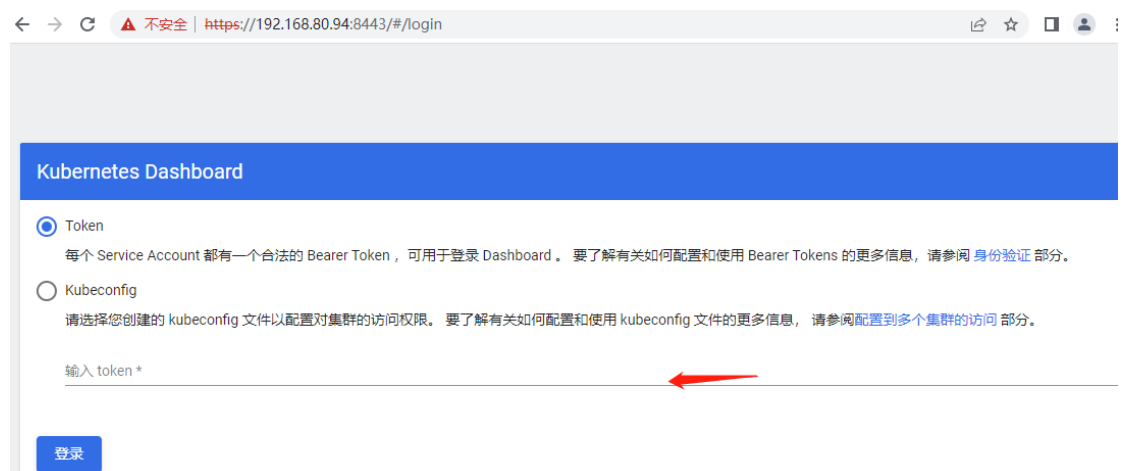 不安全 | https://192.168.80.94:8443/#/login
Kubernetes Dashboard
Token
每个 Service Account 都有一个合法的 Bearer Token ，可用于登录 Dashboard 。 要了解有关如何配置和使用 Bearer Tokens 的更多信息，请参阅 身份验证 部分。
Kubeconfig
请选择您创建的 kubeconfig 文件以配置对集群的访问权限。 要了解有关如何配置和使用 kubeconfig 文件的更多信息， 请参阅配置到多个集群的访问 部分。
输入 token *
登录